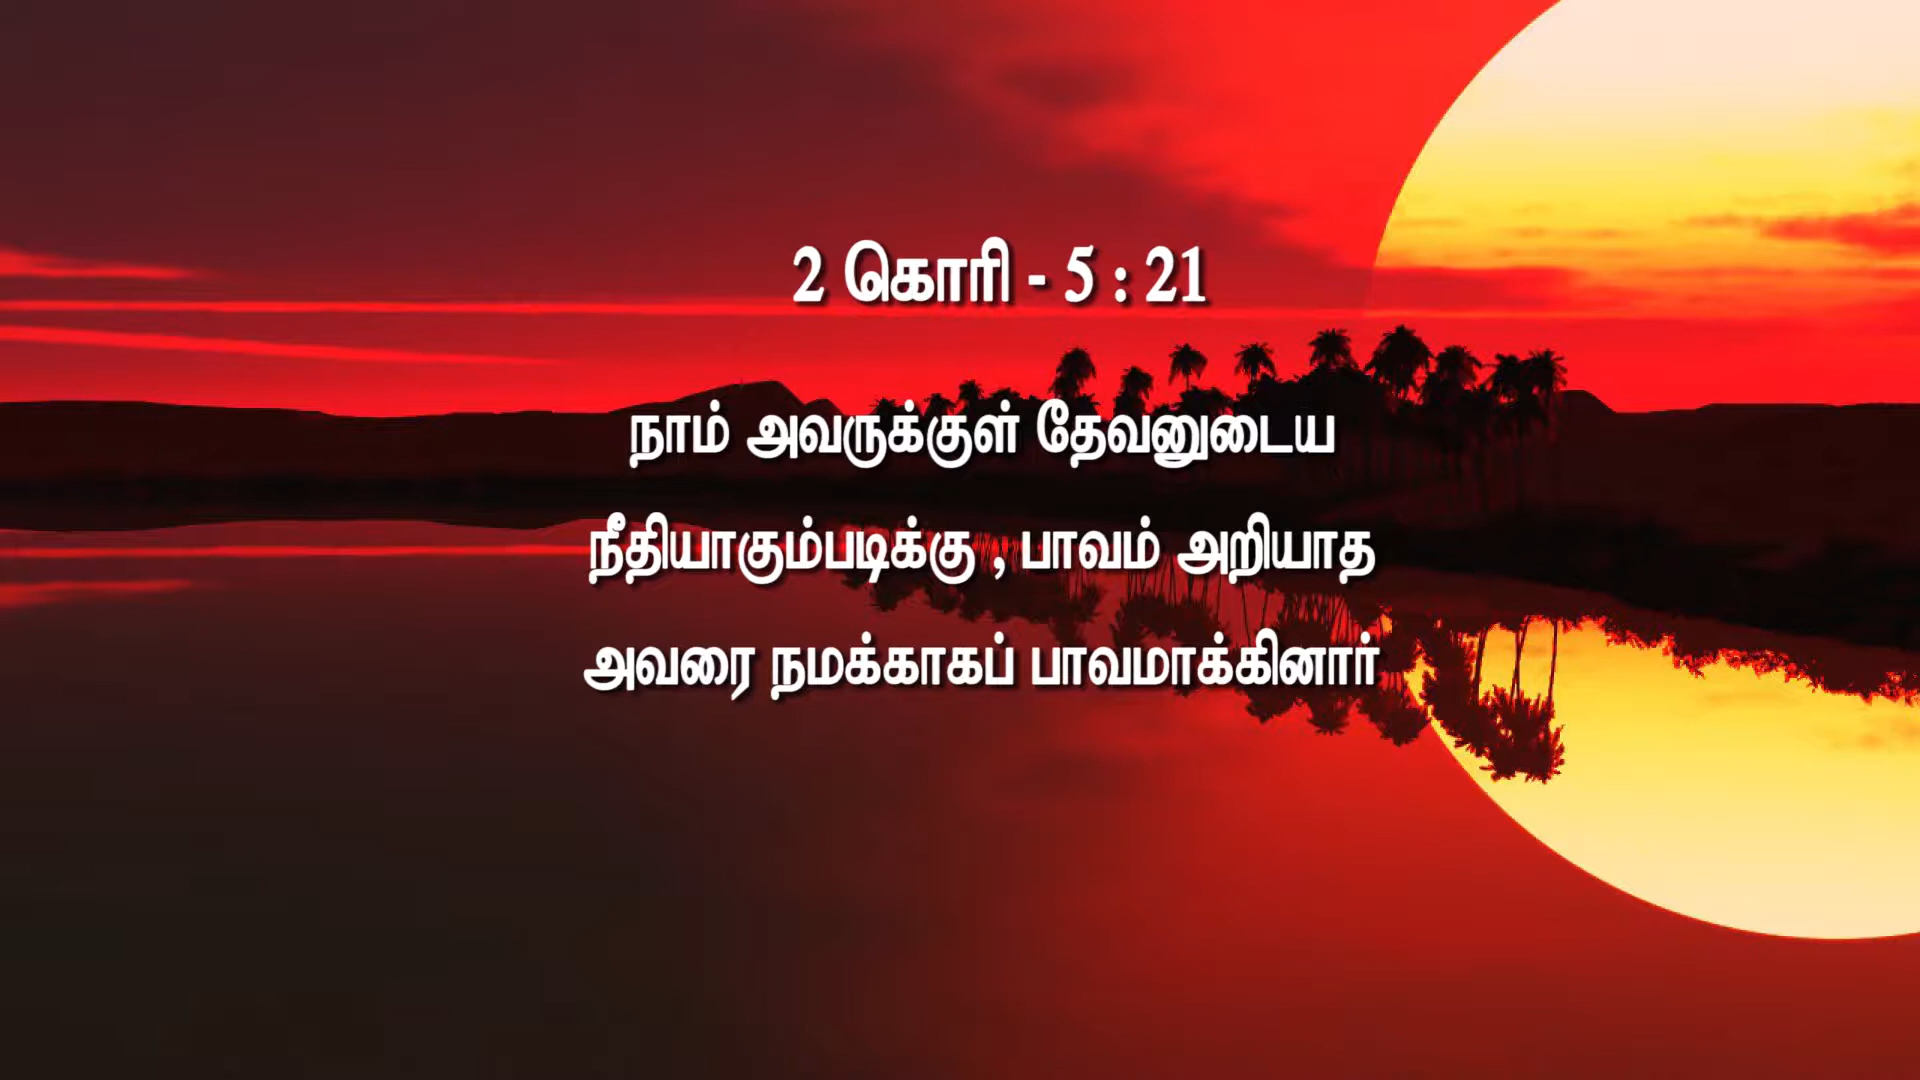 2 கொரி - 5 : 21
நாம் அவருக்குள் தேவனுடைய
நீதியாகும்படிக்கு , பாவம் அறியாத
அவரை நமக்காகப் பாவமாக்கினார்